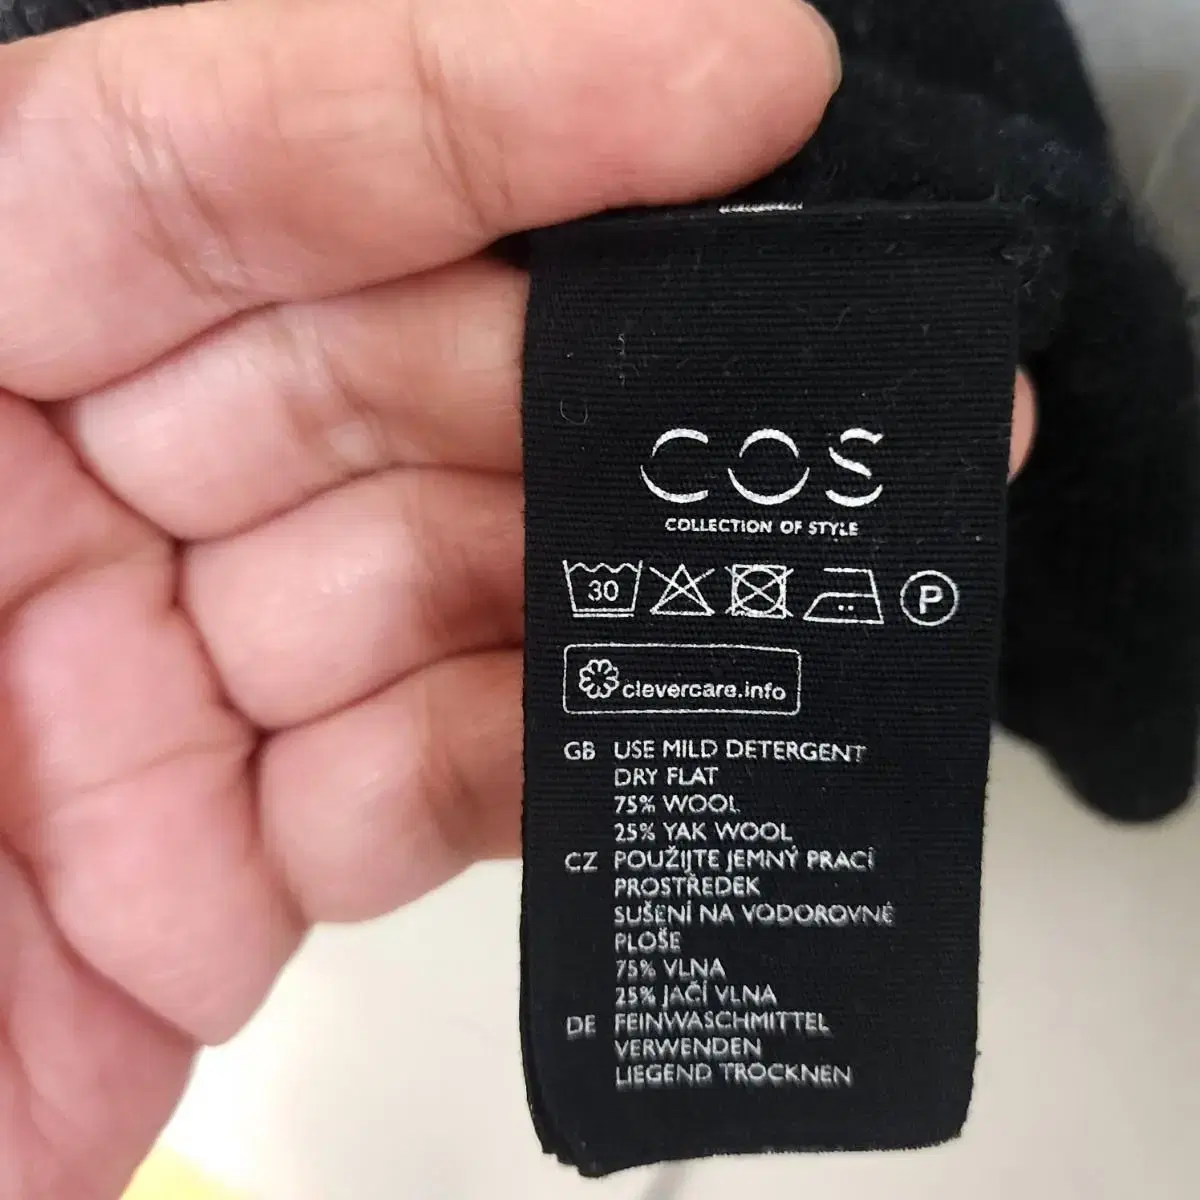 COS
COLLECTION OF STYLE
30 P
clevercare.info
GB USE MILD DETERGENT
DRY FLAT
75% WOOL
25% YAK WOOL
CZ POUŽIJTE JEMNÝ PRACÍ
PROSTŘEDEK
SUŠENÍ NA VODOROVNÉ
PLOŠE
75% VLNA
25% JAČÍ VLNA
DE FEINWASCHMITTEL
VERWENDEN
LIEGEND TROCKNEN